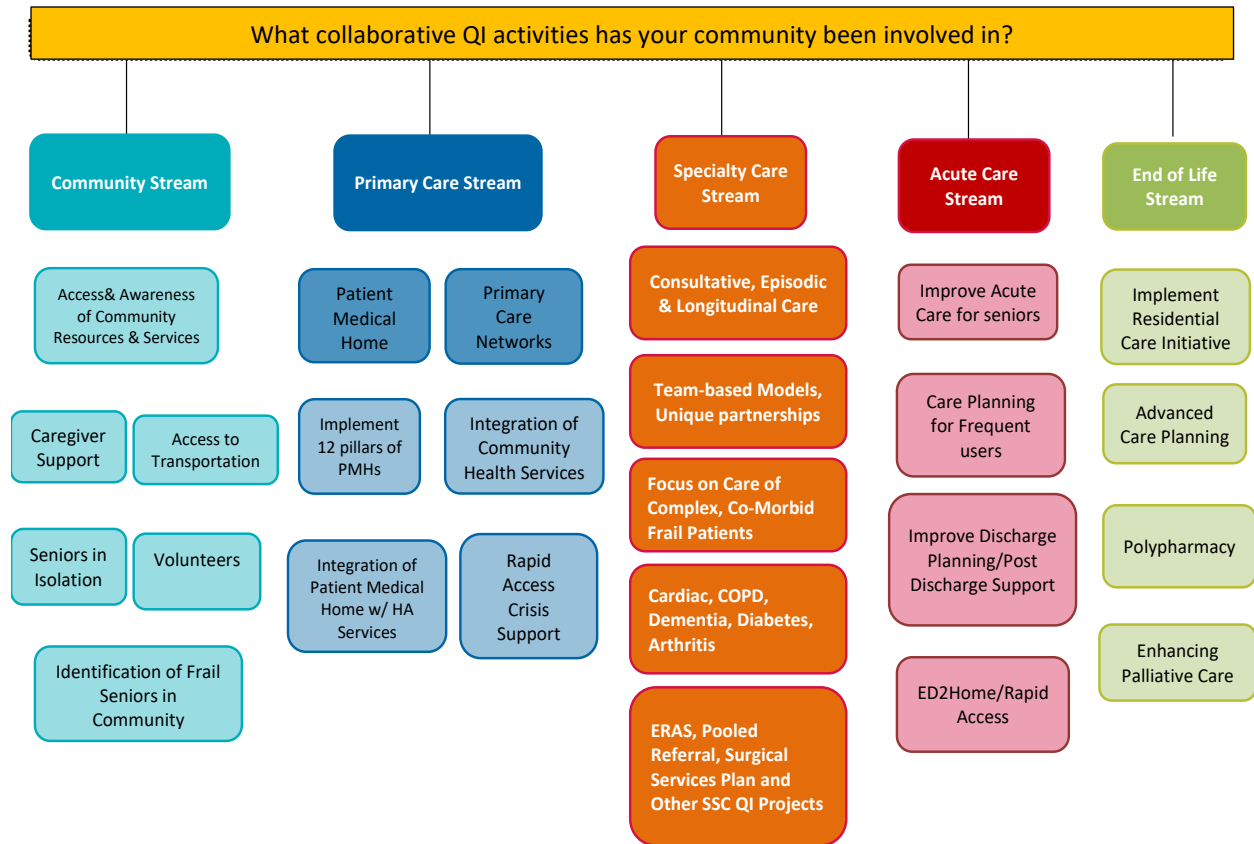 What collaborative QI activities has your community been involved in?
Community Stream
Primary Care Stream
Specialty Care
Stream
Acute Care
Stream
End of Life
Stream
Access& Awareness
of Community
Resources & Services
Caregiver
Support
Access to
Transportation
Seniors in
Isolation
Volunteers
Identification of Frail
Seniors in
Community
Patient
Medical
Home
Primary
Care
Networks
Implement
12 pillars of
PMHs
Integration of
Community
Health Services
Integration of
Patient Medical
Home w/ HA
Services
Rapid
Access
Crisis
Support
Consultative, Episodic
& Longitudinal Care
Team-based Models,
Unique partnerships
Focus on Care of
Complex, Co-Morbid
Frail Patients
Cardiac, COPD,
Dementia, Diabetes,
Arthritis
ERAS, Pooled
Referral, Surgical
Services Plan and
Other SSC QI Projects
Improve Acute
Care for seniors
Care Planning
for Frequent
users
Improve Discharge
Planning/Post
Discharge Support
ED2Home/Rapid
Access
Implement
Residential
Care Initiative
Advanced
Care Planning
Polypharmacy
Enhancing
Palliative Care